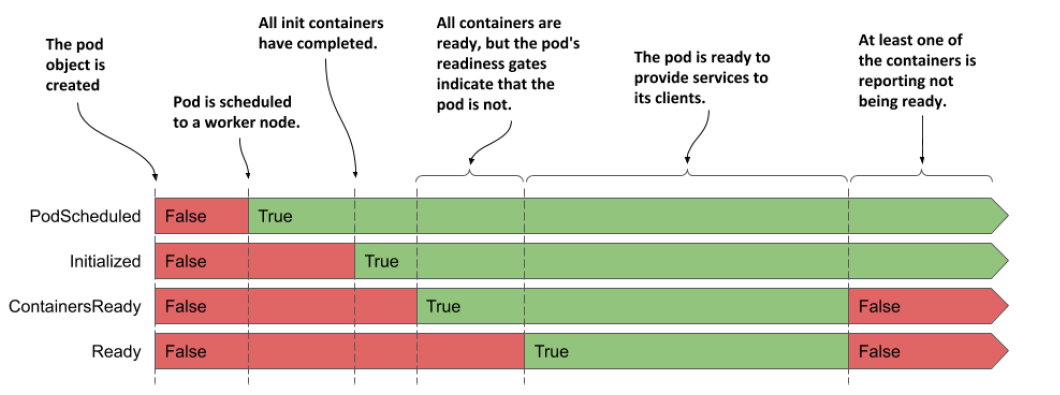 The pod
object is
created
Pod is scheduled
to a worker node.
All init containers
have completed.
All containers are
ready, but the pod's
readiness gates
indicate that the
pod is not.
The pod is ready to
provide services to
its clients.
At least one of
the containers is
reporting not
being ready.
PodScheduled False True
Initialized False True
ContainersReady False True False
Ready False True False